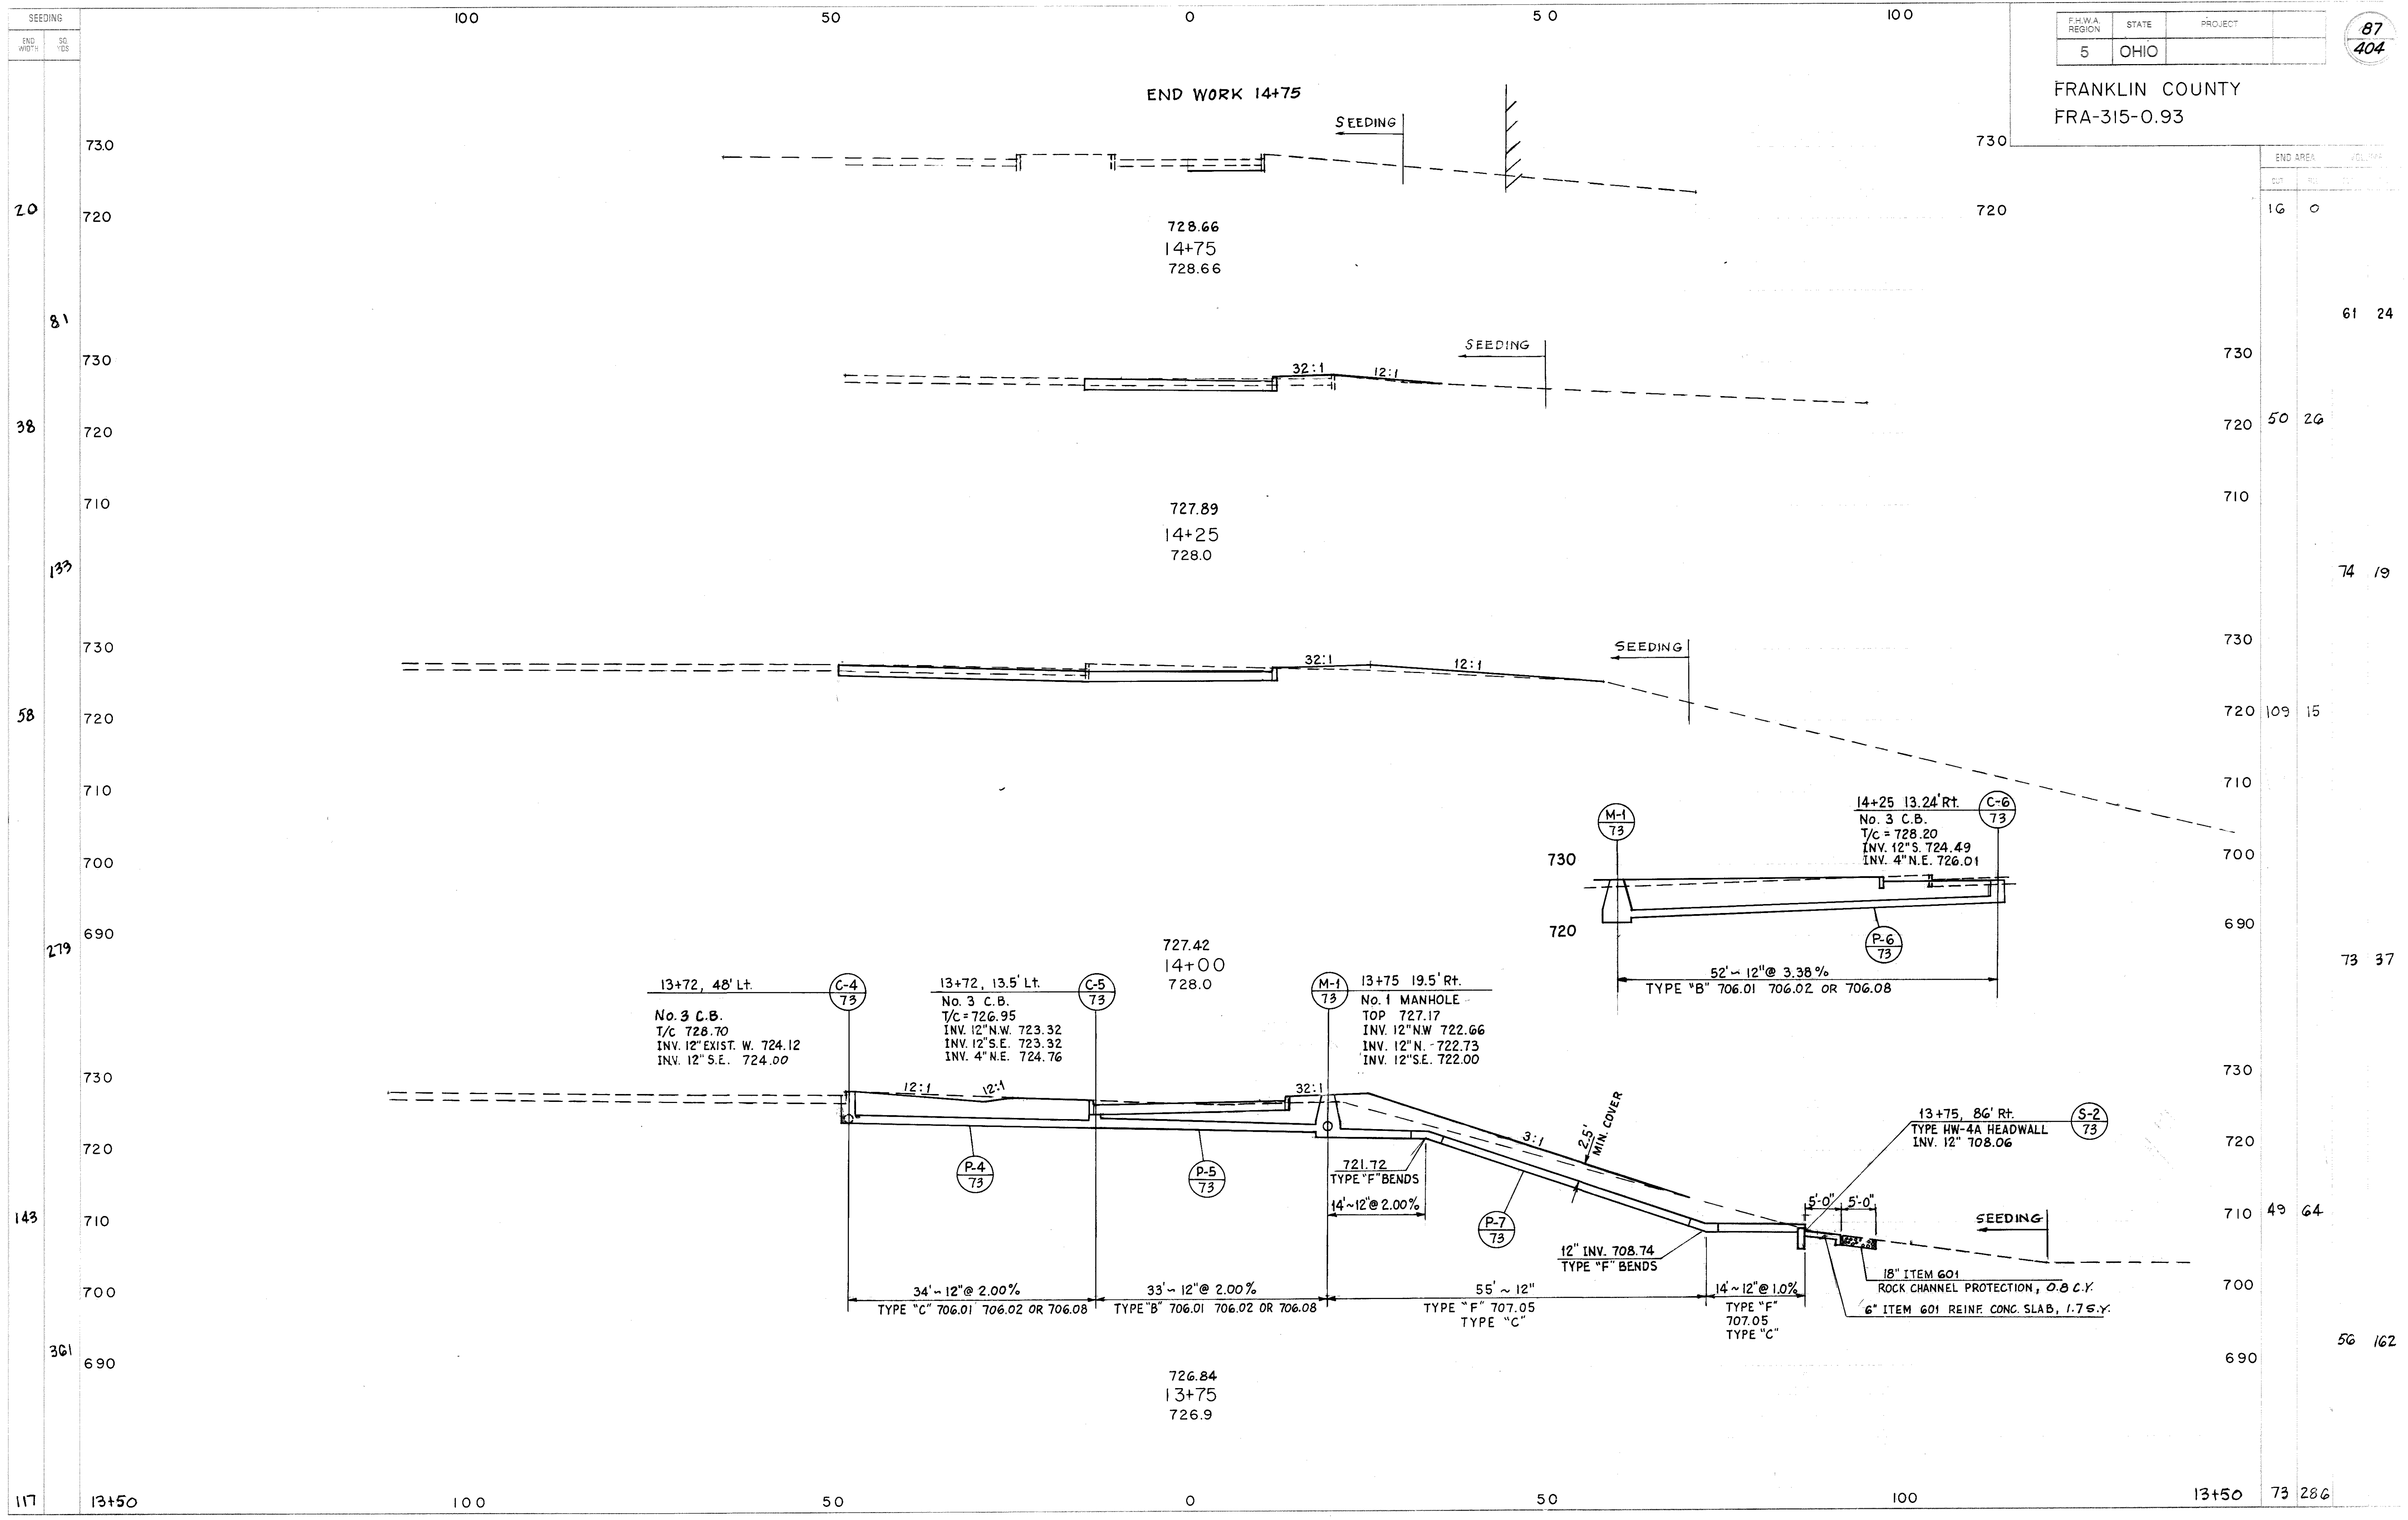 SEEDING
END WIDTH
SQ. YDS
100 50 0 50 100
F.H.W.A. REGION
STATE
PROJECT
5 OHIO
87
404
FRANKLIN COUNTY
FRA-315-0.93
END AREA
END WORK 14+75
SEEDING
730 730
20
720 720
16 0
728.66
14+75
728.66
81
61 24
SEEDING
730 730
32:1 12:1
38
720 720
50 26
710 710
727.89
14+25
728.0
133
74 19
SEEDING
730 730
32:1 12:1
58
720 720
109 15
710 710
700 700
690 690
M-1
73
14+25 13.24' Rt.
C-6
73
No. 3 C.B.
T/C = 728.20
INV. 12" S. 724.49
INV. 4" N.E. 726.01
730
720
P-6
73
52' ~ 12" @ 3.38%
TYPE "B" 706.01 706.02 OR 706.08
279
73 37
727.42
14+00
728.0
13+72, 48' Lt.
C-4
73
No. 3 C.B.
T/C 728.70
INV. 12" EXIST. W. 724.12
INV. 12" S.E. 724.00
13+72, 13.5' Lt.
C-5
73
No. 3 C.B.
T/C = 726.95
INV. 12" N.W. 723.32
INV. 12" S.E. 723.32
INV. 4" N.E. 724.76
M-1
73
13+75 19.5' Rt.
No. 1 MANHOLE
TOP 727.17
INV. 12" N.W 722.66
INV. 12" N. 722.73
INV. 12" S.E. 722.00
730 730
12:1 12:1 32:1
3:1
2.5'
MIN. COVER
720 720
13+75, 86' Rt.
S-2
73
TYPE HW-4A HEADWALL
INV. 12" 708.06
P-4
73
P-5
73
721.72
TYPE "F" BENDS
14' ~ 12" @ 2.00%
P-7
73
5'-0" 5'-0"
SEEDING
143
710 710
49 64
12" INV. 708.74
TYPE "F" BENDS
18" ITEM 601
ROCK CHANNEL PROTECTION, 0.8 C.Y.
6" ITEM 601 REINF. CONC. SLAB, 1.7 S.Y.
700 700
34' ~ 12" @ 2.00%
TYPE "C" 706.01 706.02 OR 706.08
33' ~ 12" @ 2.00%
TYPE "B" 706.01 706.02 OR 706.08
55' ~ 12"
TYPE "F" 707.05
TYPE "C"
14' ~ 12" @ 1.0%
TYPE "F"
707.05
TYPE "C"
361
56 162
690 690
726.84
13+75
726.9
117
13+50
100 50 0 50 100
13+50
73 286